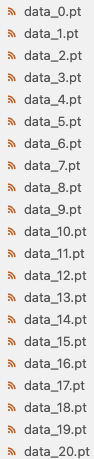 data_0.pt
data_1.pt
data_2.pt
data_3.pt
data_4.pt
data_5.pt
data_6.pt
data_7.pt
data_8.pt
data_9.pt
data_10.pt
data_11.pt
data_12.pt
data_13.pt
data_14.pt
data_15.pt
data_16.pt
data_17.pt
data_18.pt
data_19.pt
data_20.pt